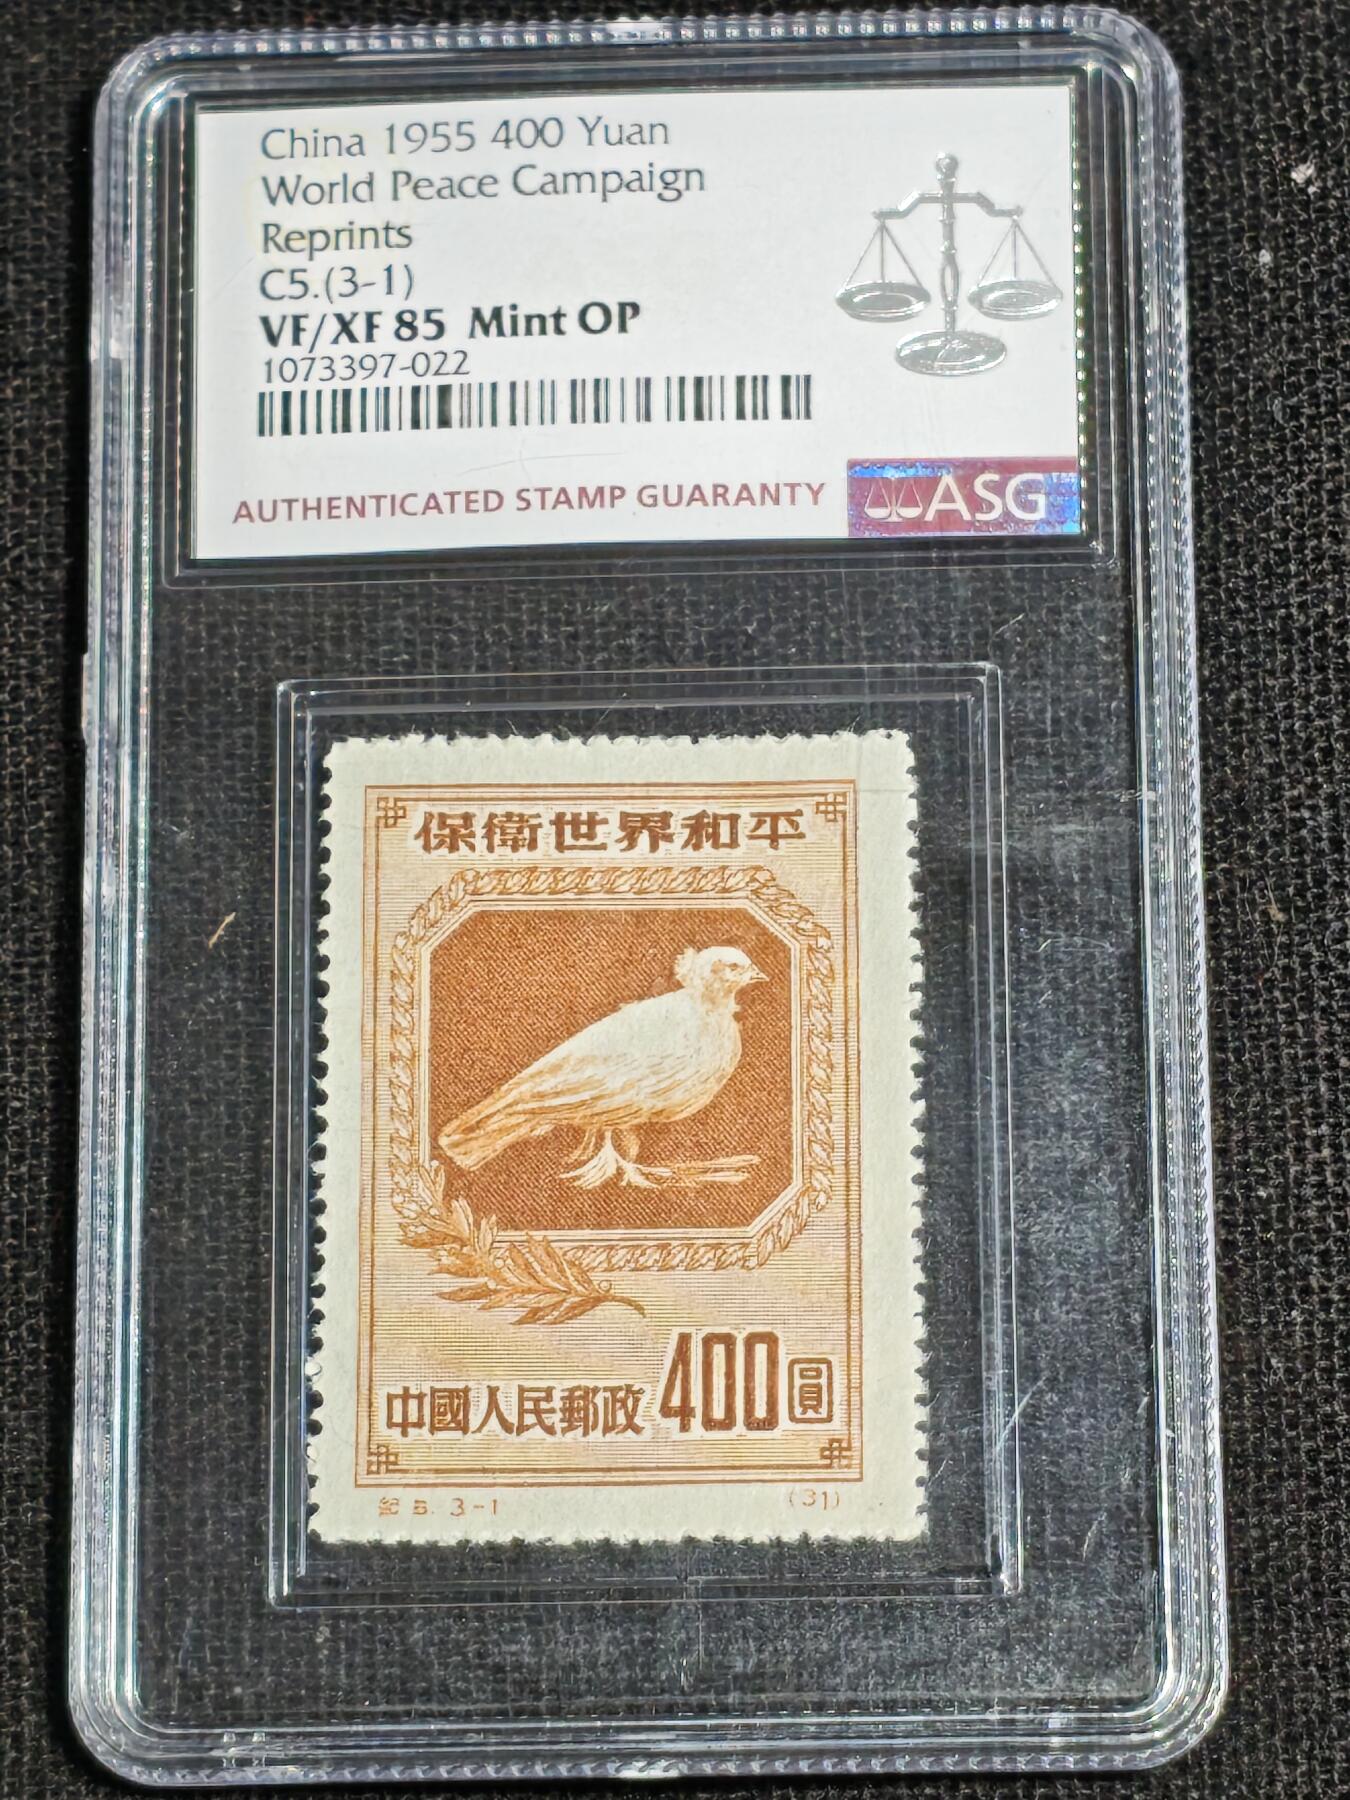 China 1955 400 Yuan
World Peace Campaign
Reprints
C5.(3-1)
VF/XF 85 Mint OP
1073397-022
AUTHENTICATED STAMP GUARANTY
ASG
保衛世界和平
中國人民郵政 400 圓
紀 5. 3-1 (31)